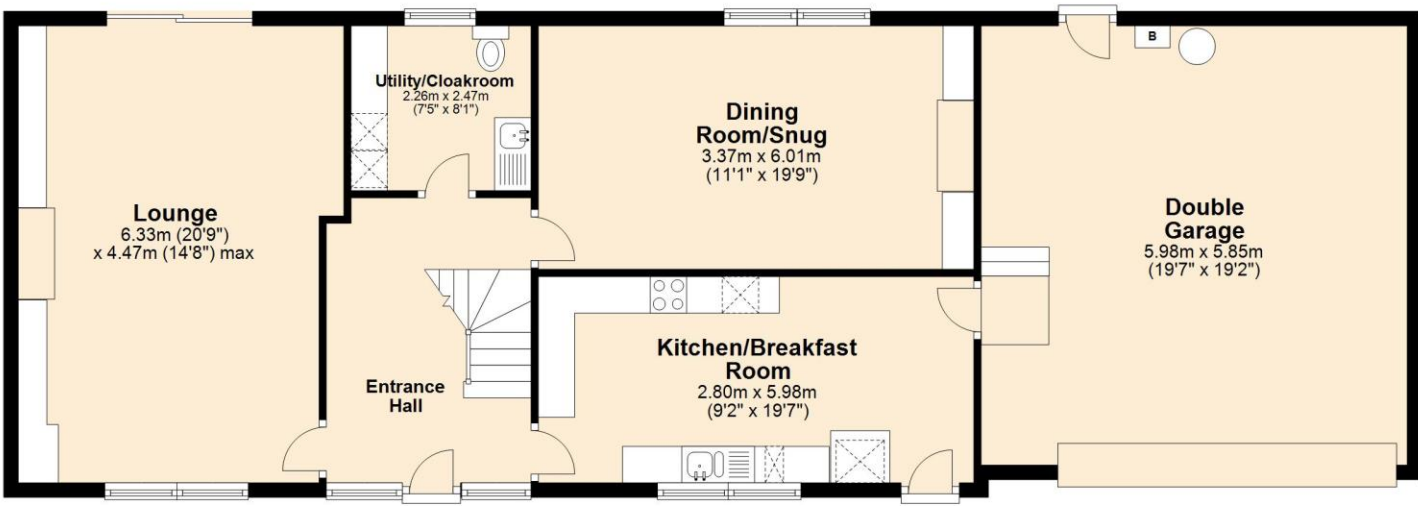 Utility/Cloakroom
2.26m x 2.47m
(7'5" x 8'1")
Lounge
6.33m (20'9")
x 4.47m (14'8") max
Dining
Room/Snug
3.37m x 6.01m
(11'1" x 19'9")
B
Double
Garage
5.98m x 5.85m
(19'7" x 19'2")
Entrance
Hall
Kitchen/Breakfast
Room
2.80m x 5.98m
(9'2" x 19'7")